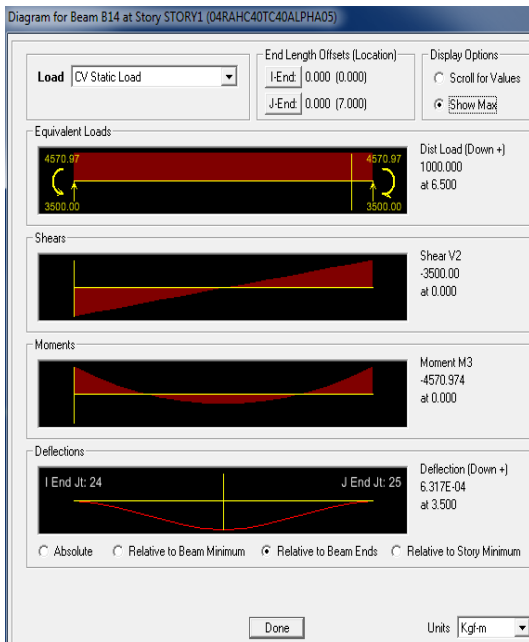 Diagram for Beam B14 at Story STORY1 (04RAHC40TC40ALPHA05)
Load CV Static Load
End Length Offsets (Location)
I-End: 0.000 (0.000)
J-End: 0.000 (7.000)
Display Options
Scroll for Values
Show Max
Equivalent Loads
4570.97 4570.97
3500.00 3500.00
Dist Load (Down +)
1000.000
at 6.500
Shears
Shear V2
-3500.00
at 0.000
Moments
Moment M3
-4570.974
at 0.000
Deflections
I End Jt: 24 J End Jt: 25
Deflection (Down +)
6.317E-04
at 3.500
Absolute Relative to Beam Minimum Relative to Beam Ends Relative to Story Minimum
Done Units Kgf-m